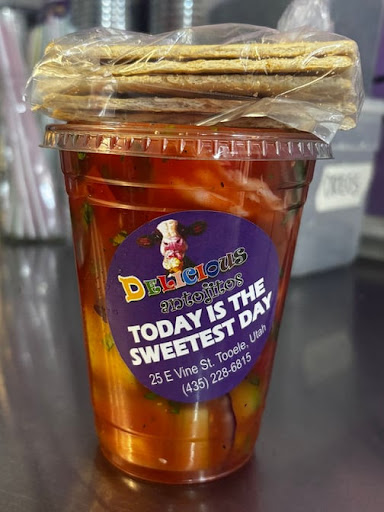 DELICIOUS
antojitos
TODAY IS THE
SWEETEST DAY
25 E Vine St. Tooele, Utah
(435) 228-6815